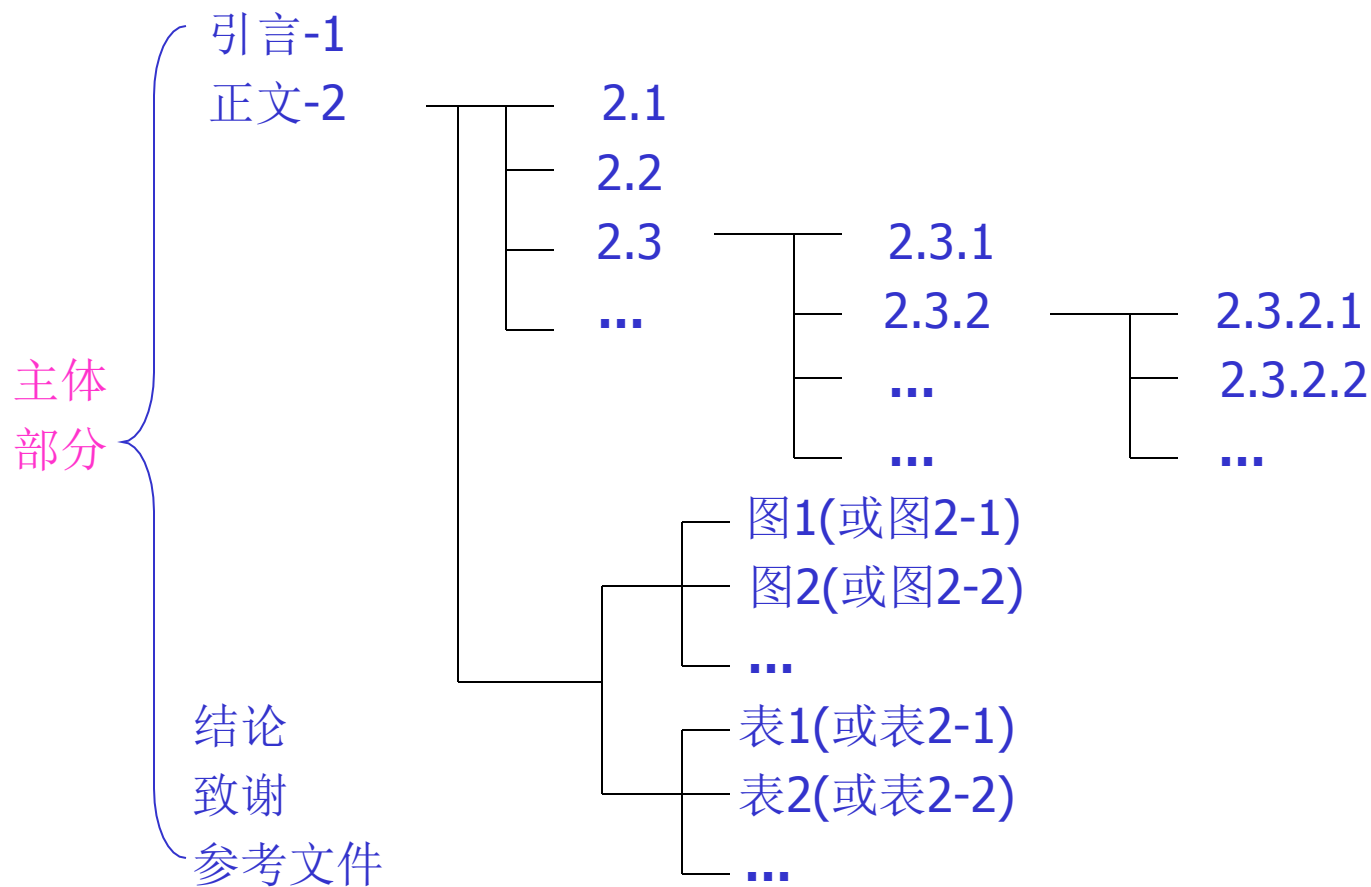 引言-1
正文-2
2.1
2.2
2.3
...
2.3.1
2.3.2
...
...
2.3.2.1
2.3.2.2
...
主体
部分
图1(或图2-1)
图2(或图2-2)
...
表1(或表2-1)
表2(或表2-2)
...
结论
致谢
参考文件